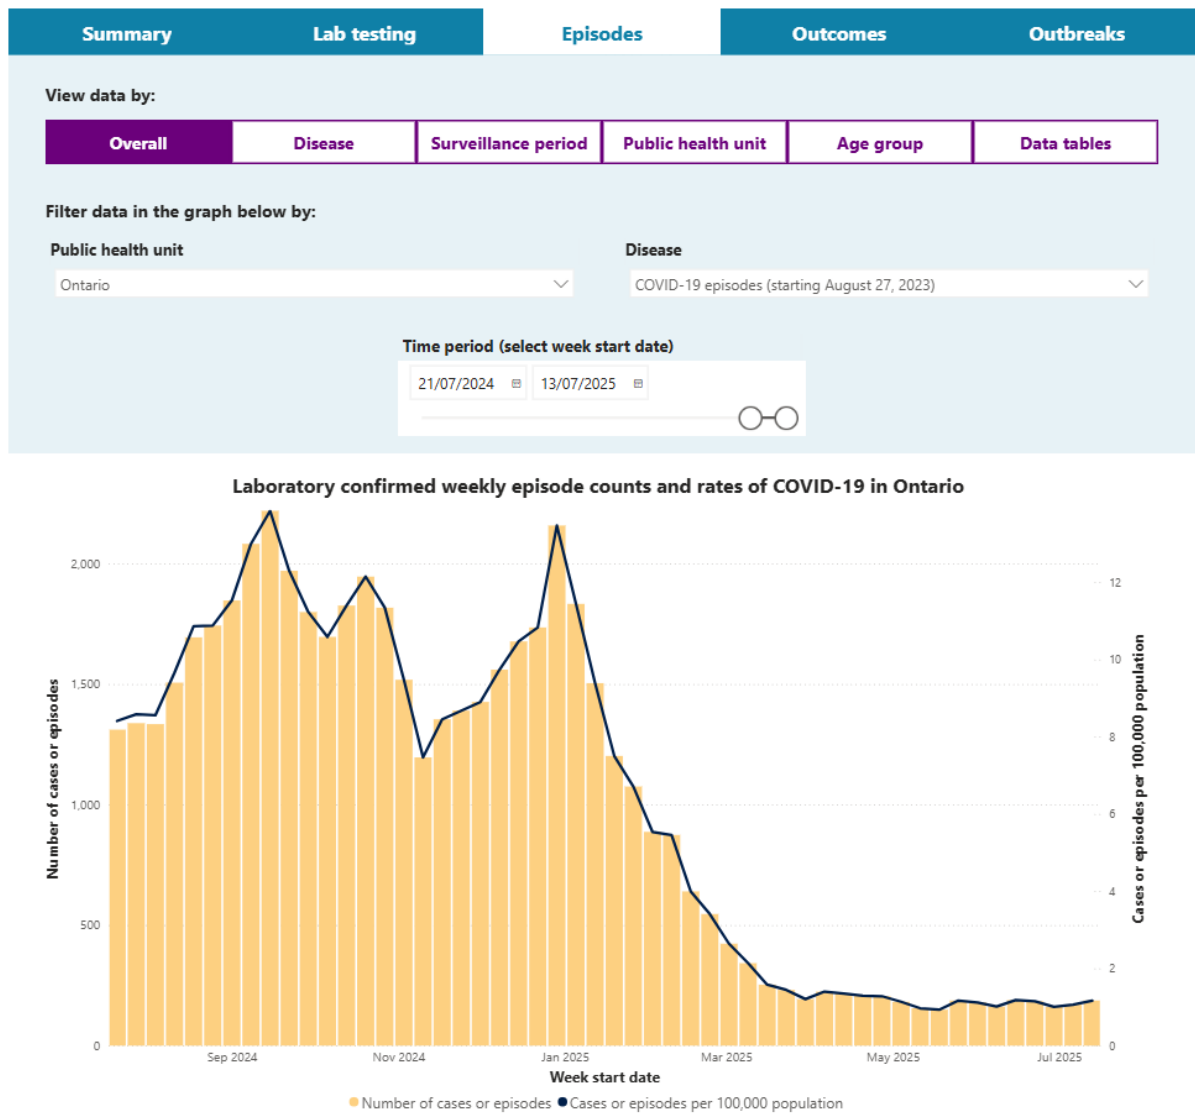 Summary Lab testing Episodes Outcomes Outbreaks
View data by:
Overall Disease Surveillance period Public health unit Age group Data tables
Filter data in the graph below by:
Public health unit Disease
Ontario COVID-19 episodes (starting August 27, 2023)
Time period (select week start date)
21/07/2024 13/07/2025
Laboratory confirmed weekly episode counts and rates of COVID-19 in Ontario
Number of cases or episodes
2,000
1,500
1,000
500
0
12
10
8
6
4
2
0
Cases or episodes per 100,000 population
Sep 2024 Nov 2024 Jan 2025 Mar 2025 May 2025 Jul 2025
Week start date
Number of cases or episodes Cases or episodes per 100,000 population